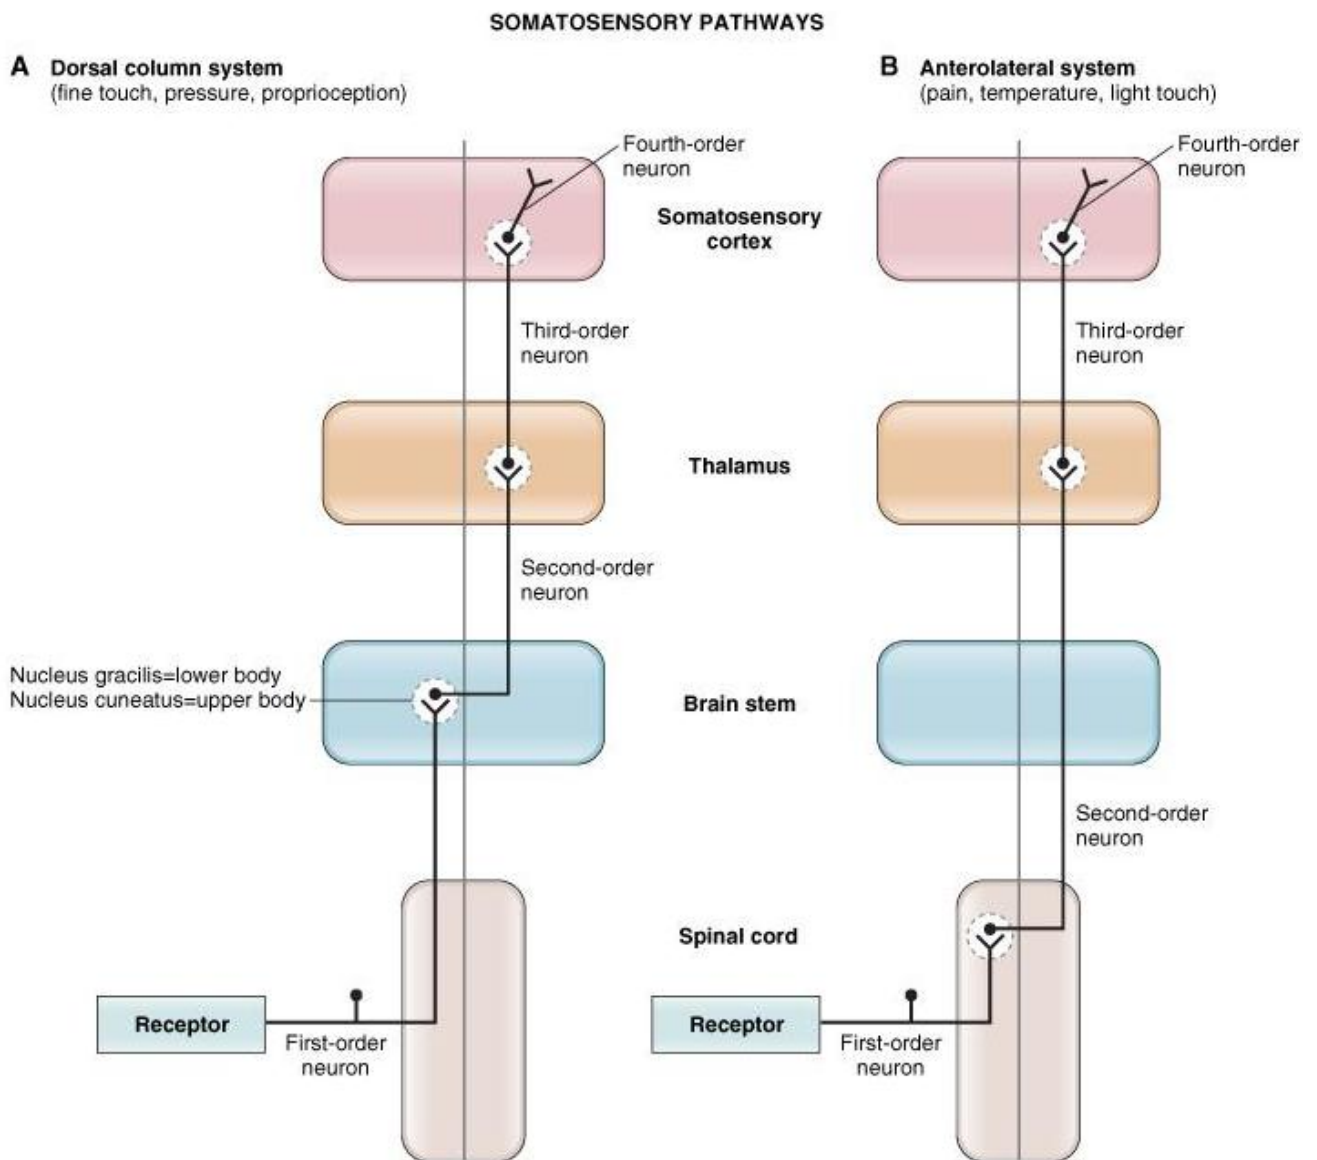 SOMATOSENSORY PATHWAYS
A Dorsal column system
(fine touch, pressure, proprioception)
B Anterolateral system
(pain, temperature, light touch)
Fourth-order
neuron
Fourth-order
neuron
Somatosensory
cortex
Third-order
neuron
Third-order
neuron
Thalamus
Second-order
neuron
Nucleus gracilis=lower body
Nucleus cuneatus=upper body
Brain stem
Second-order
neuron
Spinal cord
Receptor
First-order
neuron
Receptor
First-order
neuron